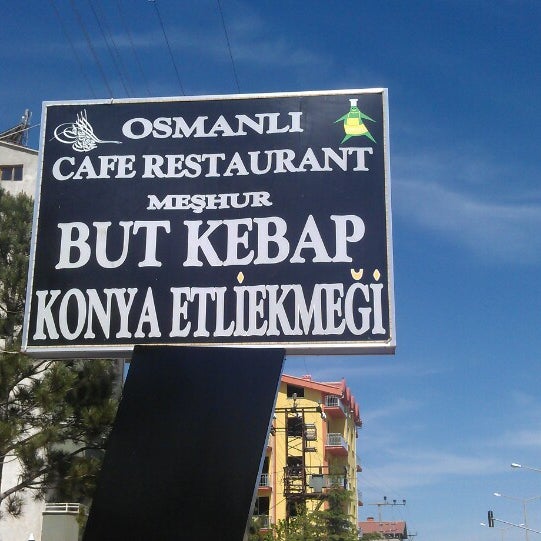 OSMANLI
CAFE RESTAURANT
MEŞHUR
BUT KEBAP
KONYA ETLİEKMEĞİ